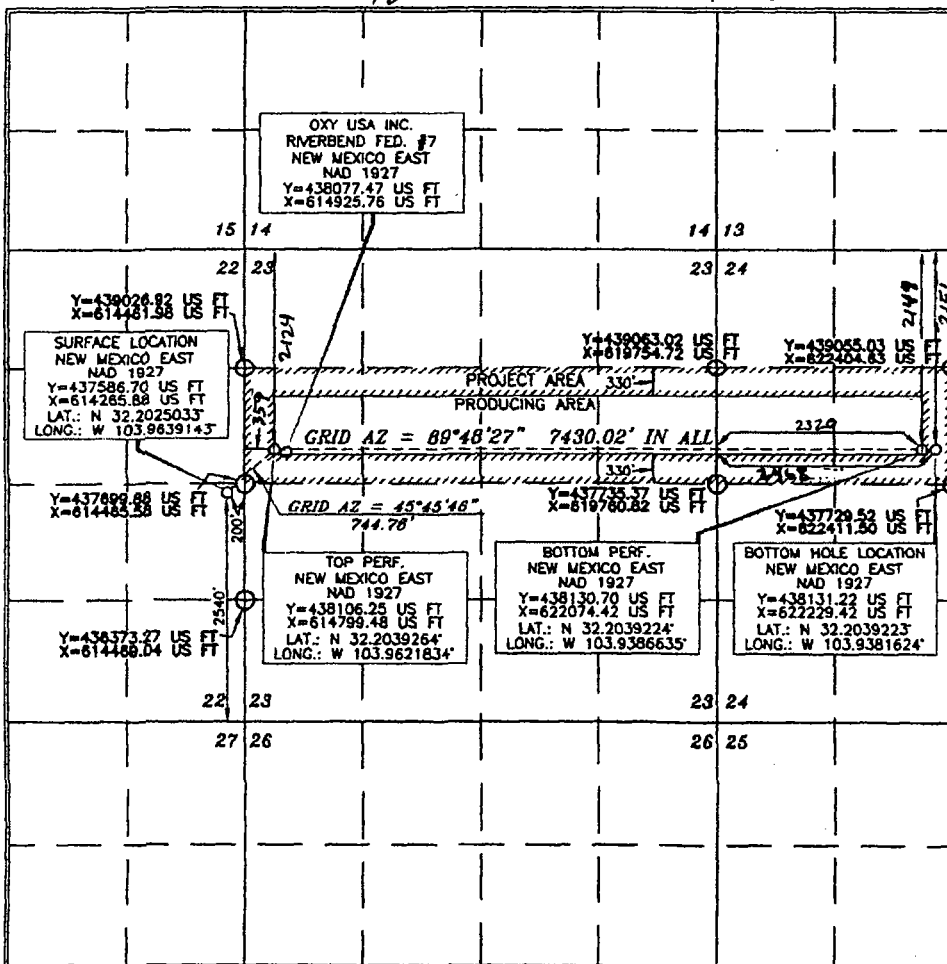 OXY USA INC.
RIVERBEND FED. #7
NEW MEXICO EAST
NAD 1927
Y=438077.47 US FT
X=614925.76 US FT
15 14
14 13
22 23
23 24
Y=439026.92 US FT
X=614481.98 US FT
2124
2149
2151
Y=439063.02 US FT
X=619754.72 US FT
Y=439055.03 US FT
X=622404.63 US FT
SURFACE LOCATION
NEW MEXICO EAST
NAD 1927
Y=437586.70 US FT
X=614265.88 US FT
LAT.: N 32.2025033°
LONG.: W 103.9639143°
PROJECT AREA
330'
PRODUCING AREA
359
GRID AZ = 89°48'27" 7430.02' IN ALL
2320
330'
2468
Y=437699.88 US FT
X=614485.58 US FT
200'
GRID AZ = 45°45'46"
744.76'
Y=437735.37 US FT
X=619760.82 US FT
Y=437729.52 US FT
X=622411.50 US FT
TOP PERF.
NEW MEXICO EAST
NAD 1927
Y=438106.25 US FT
X=614799.48 US FT
LAT.: N 32.2039264°
LONG.: W 103.9621834°
BOTTOM PERF.
NEW MEXICO EAST
NAD 1927
Y=438130.70 US FT
X=622074.42 US FT
LAT.: N 32.2039224°
LONG.: W 103.9386635°
BOTTOM HOLE LOCATION
NEW MEXICO EAST
NAD 1927
Y=438131.22 US FT
X=622229.42 US FT
LAT.: N 32.2039223°
LONG.: W 103.9381624°
2540'
Y=436373.27 US FT
X=614489.04 US FT
22 23
23 24
27 26
26 25